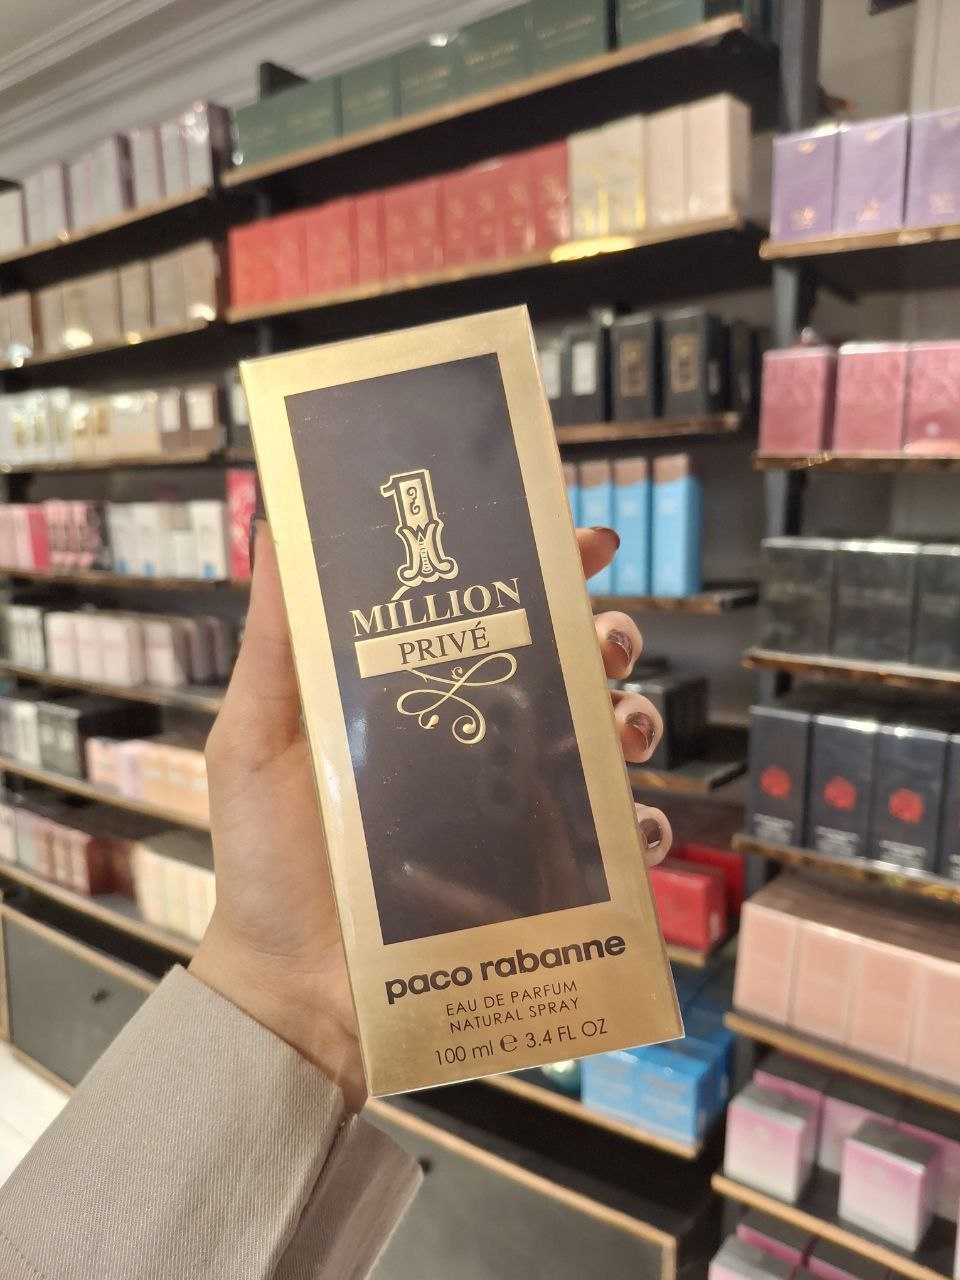 1
MILLION
PRIVÉ
paco rabanne
EAU DE PARFUM
NATURAL SPRAY
100 ml ℮ 3.4 FL OZ